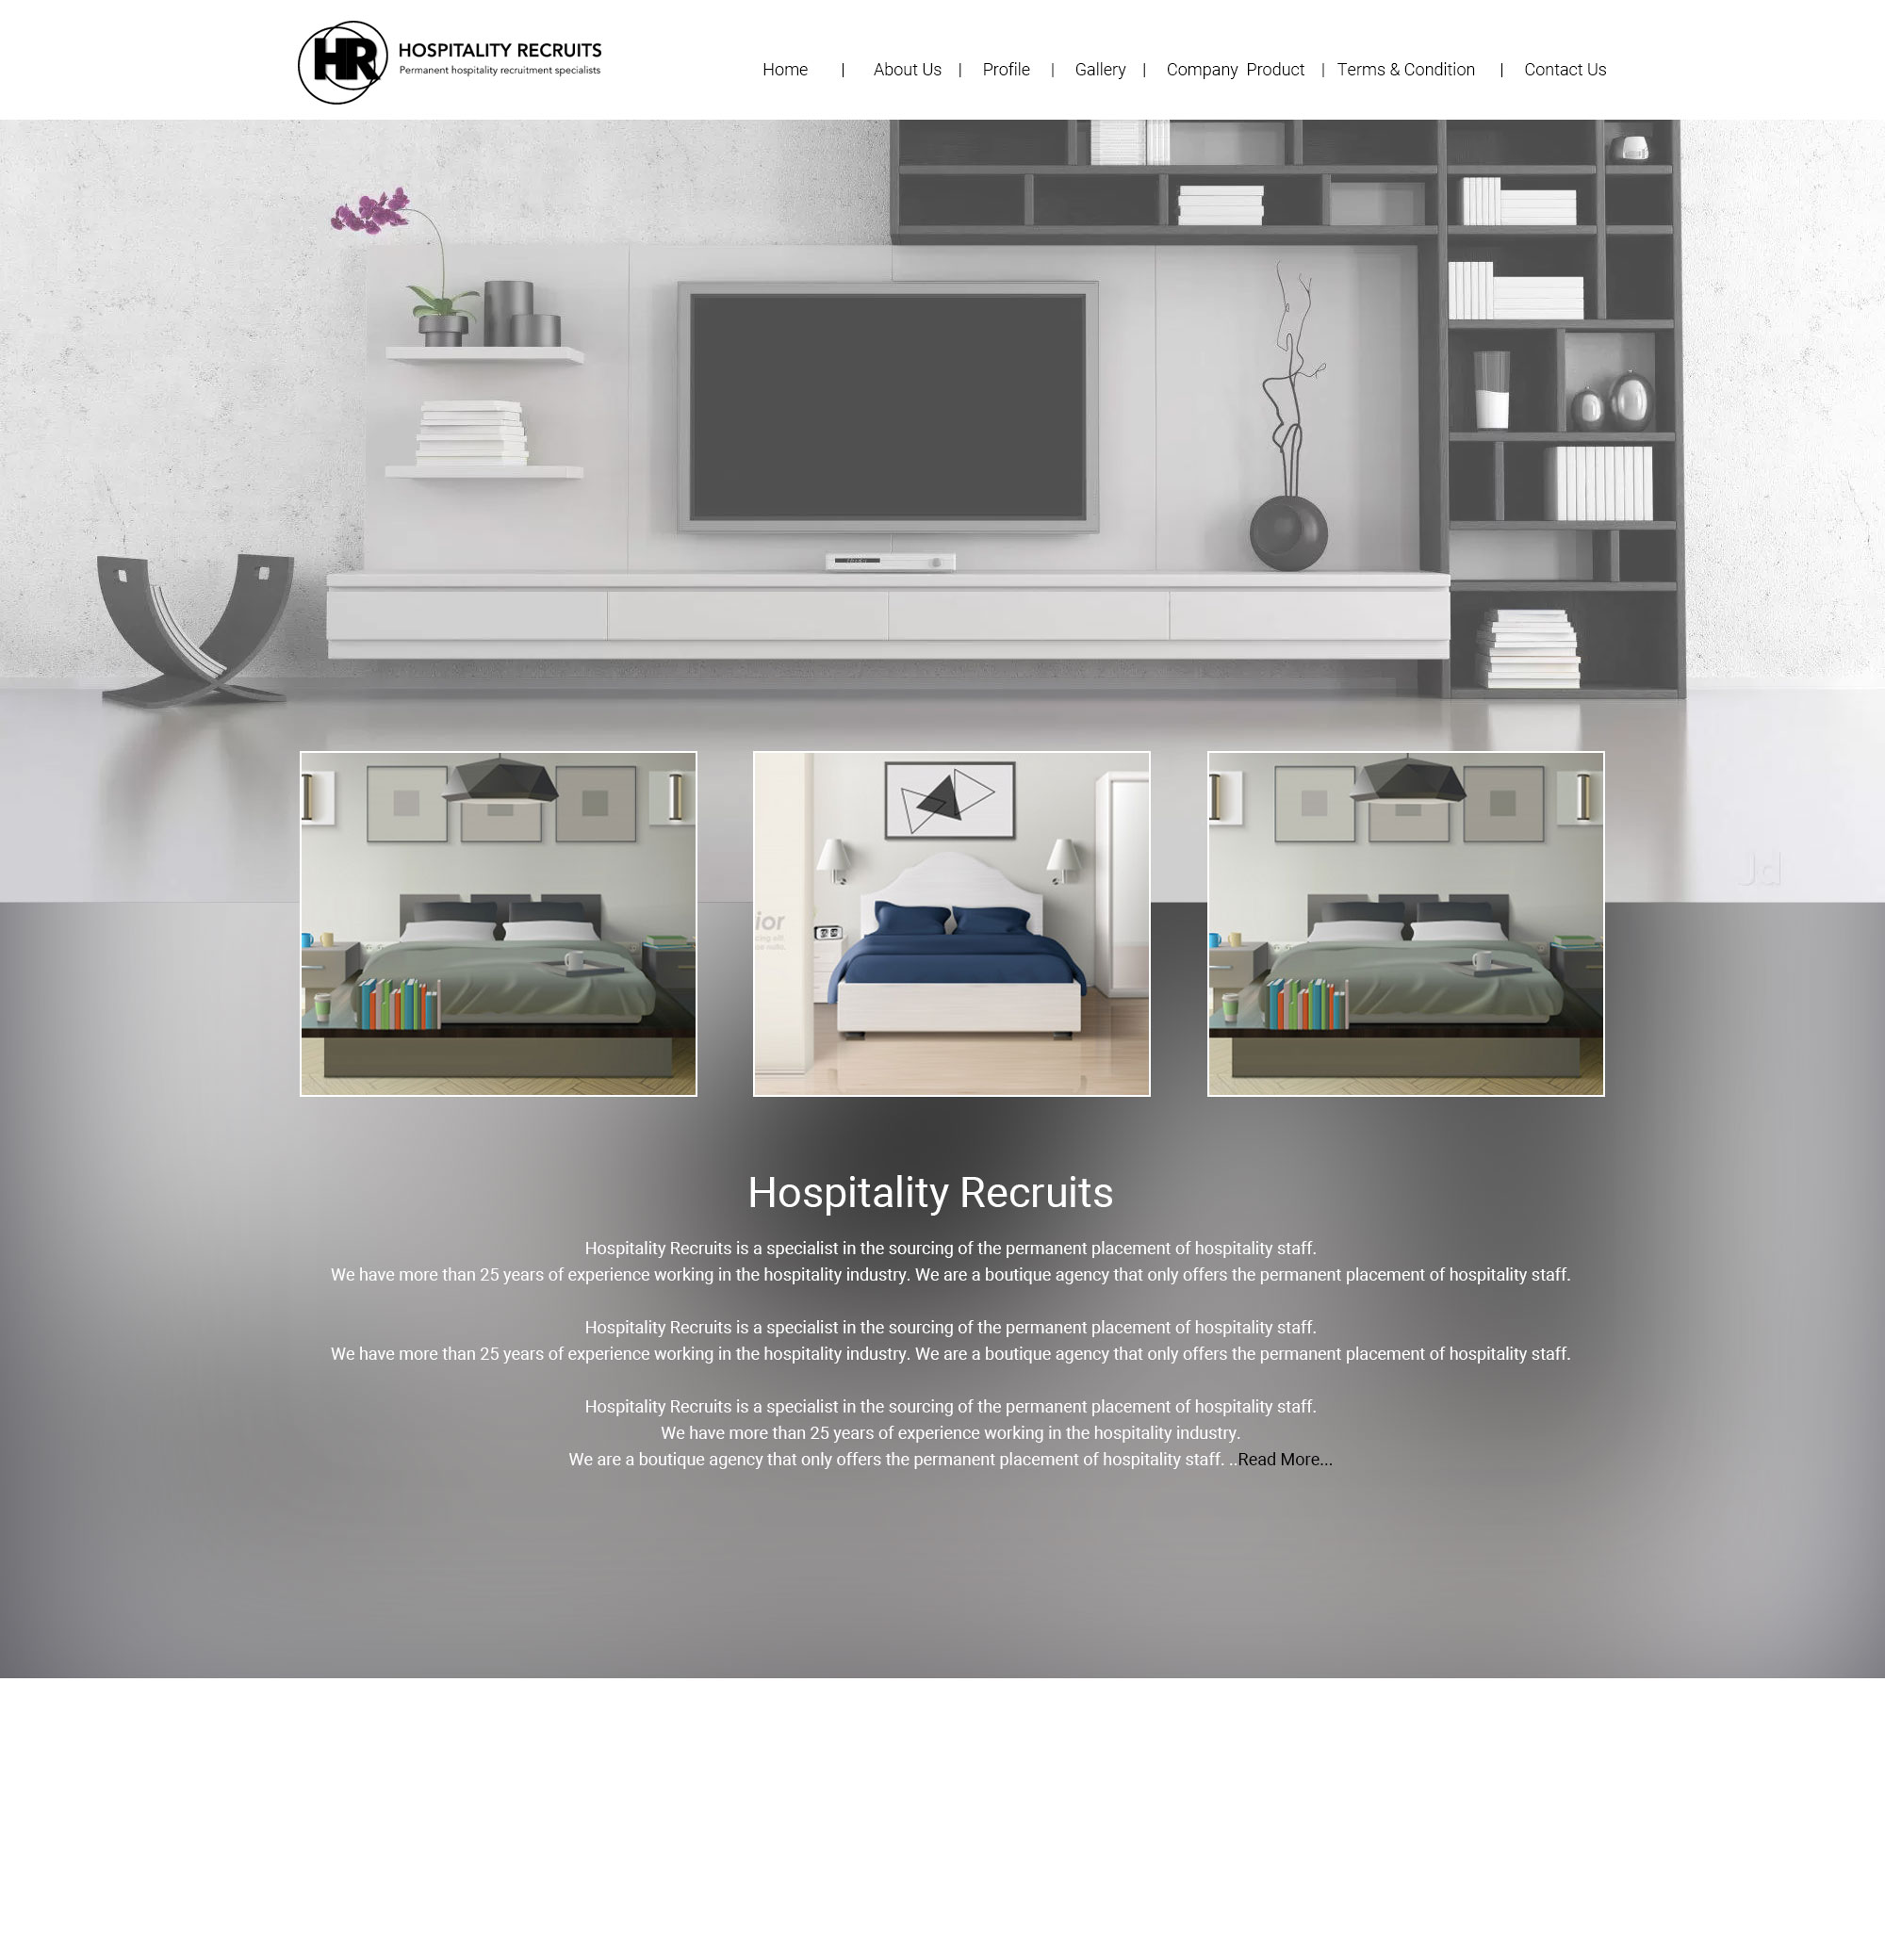 HR
HOSPITALITY RECRUITS
Permanent hospitality recruitment specialists
Home | About Us | Profile | Gallery | Company Product | Terms & Condition | Contact Us
Jd
ior
Hospitality Recruits
Hospitality Recruits is a specialist in the sourcing of the permanent placement of hospitality staff.
We have more than 25 years of experience working in the hospitality industry. We are a boutique agency that only offers the permanent placement of hospitality staff.
Hospitality Recruits is a specialist in the sourcing of the permanent placement of hospitality staff.
We have more than 25 years of experience working in the hospitality industry. We are a boutique agency that only offers the permanent placement of hospitality staff.
Hospitality Recruits is a specialist in the sourcing of the permanent placement of hospitality staff.
We have more than 25 years of experience working in the hospitality industry.
We are a boutique agency that only offers the permanent placement of hospitality staff. ..Read More...